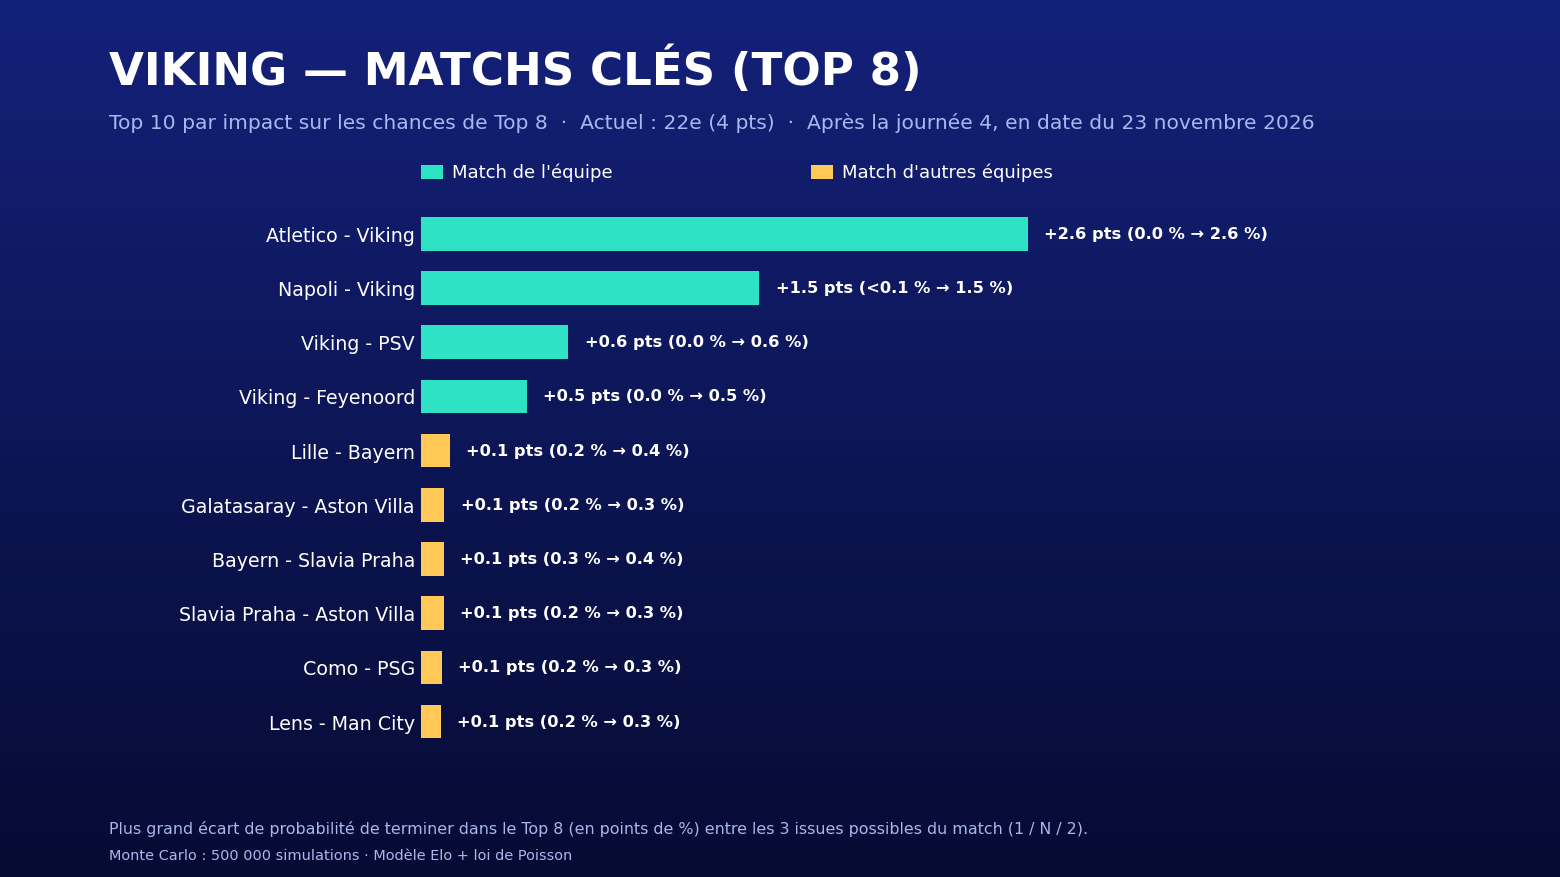 VIKING — MATCHS CLÉS (TOP 8)
Top 10 par impact sur les chances de Top 8 · Actuel : 22e (4 pts) · Après la journée 4, en date du 23 novembre 2026
Match de l'équipe
Match d'autres équipes
Atletico - Viking +2.6 pts (0.0 % → 2.6 %)
Napoli - Viking +1.5 pts (<0.1 % → 1.5 %)
Viking - PSV +0.6 pts (0.0 % → 0.6 %)
Viking - Feyenoord +0.5 pts (0.0 % → 0.5 %)
Lille - Bayern +0.1 pts (0.2 % → 0.4 %)
Galatasaray - Aston Villa +0.1 pts (0.2 % → 0.3 %)
Bayern - Slavia Praha +0.1 pts (0.3 % → 0.4 %)
Slavia Praha - Aston Villa +0.1 pts (0.2 % → 0.3 %)
Como - PSG +0.1 pts (0.2 % → 0.3 %)
Lens - Man City +0.1 pts (0.2 % → 0.3 %)
Plus grand écart de probabilité de terminer dans le Top 8 (en points de %) entre les 3 issues possibles du match (1 / N / 2).
Monte Carlo : 500 000 simulations · Modèle Elo + loi de Poisson